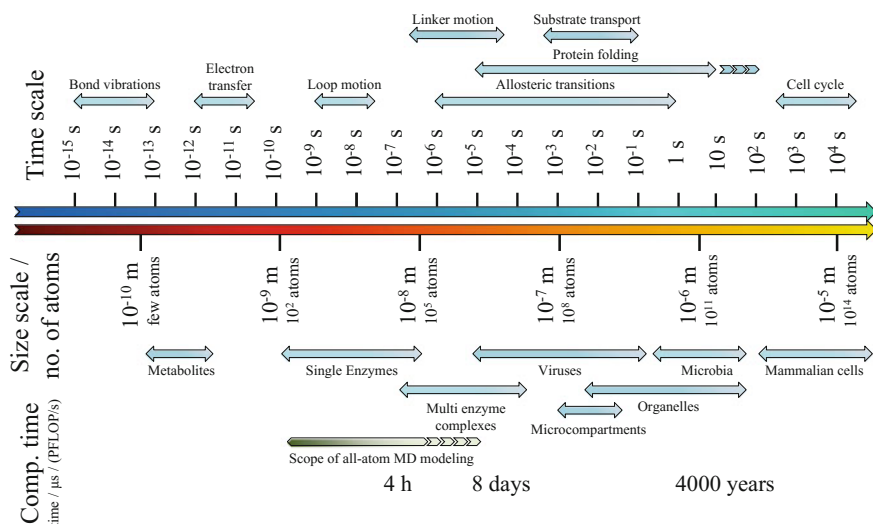 Linker motion
Substrate transport
Protein folding
Bond vibrations
Electron
transfer
Loop motion
Allosteric transitions
Cell cycle
Time scale
10⁻¹⁵ s
10⁻¹⁴ s
10⁻¹³ s
10⁻¹² s
10⁻¹¹ s
10⁻¹⁰ s
10⁻⁹ s
10⁻⁸ s
10⁻⁷ s
10⁻⁶ s
10⁻⁵ s
10⁻⁴ s
10⁻³ s
10⁻² s
10⁻¹ s
1 s
10 s
10² s
10³ s
10⁴ s
Size scale /
no. of atoms
10⁻¹⁰ m
few atoms
10⁻⁹ m
10² atoms
10⁻⁸ m
10⁵ atoms
10⁻⁷ m
10⁸ atoms
10⁻⁶ m
10¹¹ atoms
10⁻⁵ m
10¹⁴ atoms
Metabolites
Single Enzymes
Viruses
Microbia
Mammalian cells
Multi enzyme
complexes
Organelles
Microcompartments
Scope of all-atom MD modeling
Comp. time
time / µs / (PFLOP/s)
4 h
8 days
4000 years